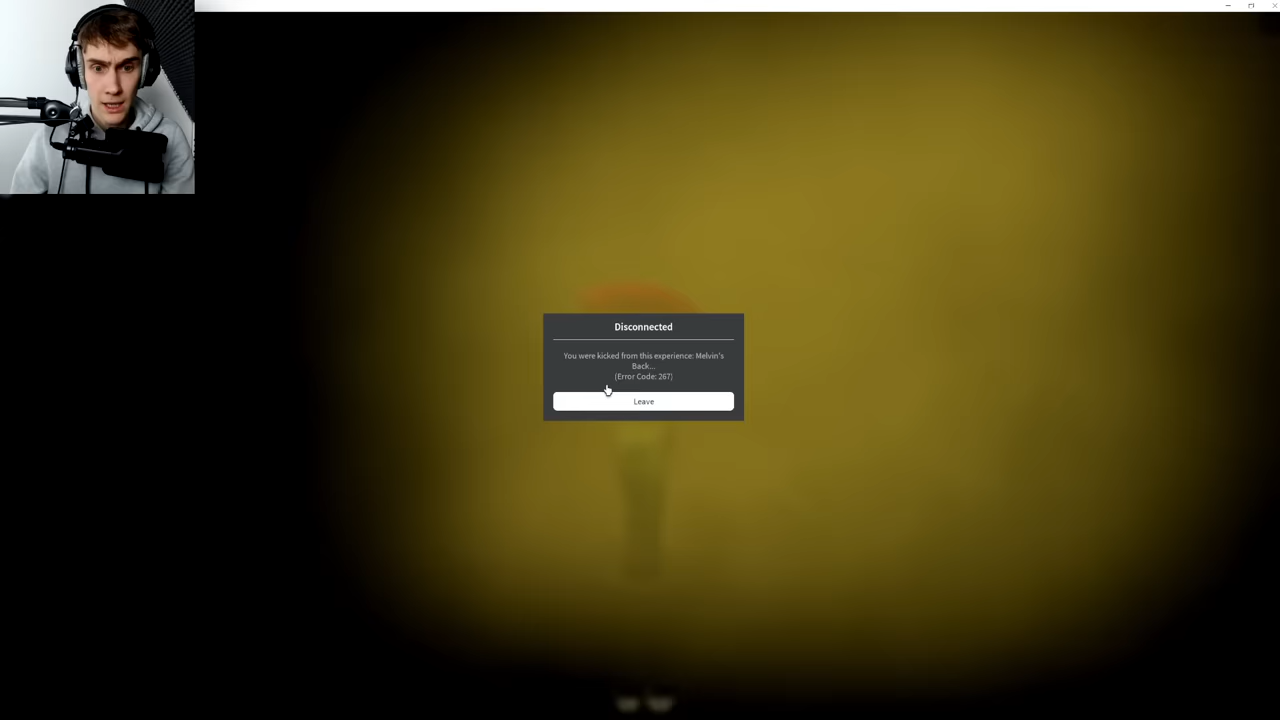 Disconnected
You were kicked from this experience: Melvin's
Back...
(Error Code: 267)
Leave